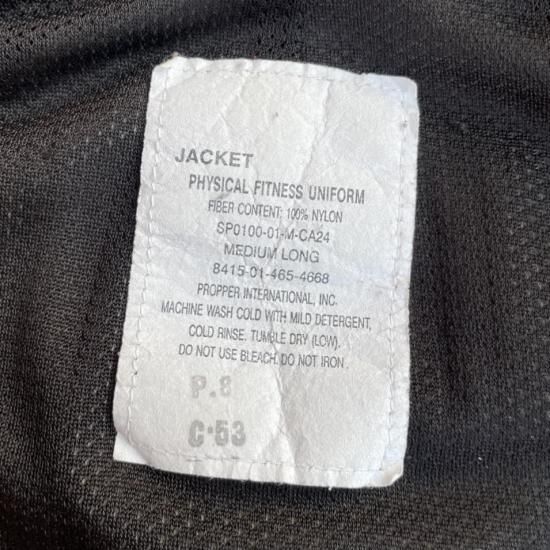 JACKET
PHYSICAL FITNESS UNIFORM
FIBER CONTENT: 100% NYLON
SP0100-01-M-CA24
MEDIUM LONG
8415-01-465-4668
PROPPER INTERNATIONAL, INC.
MACHINE WASH COLD WITH MILD DETERGENT,
COLD RINSE. TUMBLE DRY (LOW).
DO NOT USE BLEACH. DO NOT IRON.
P.8
C·53